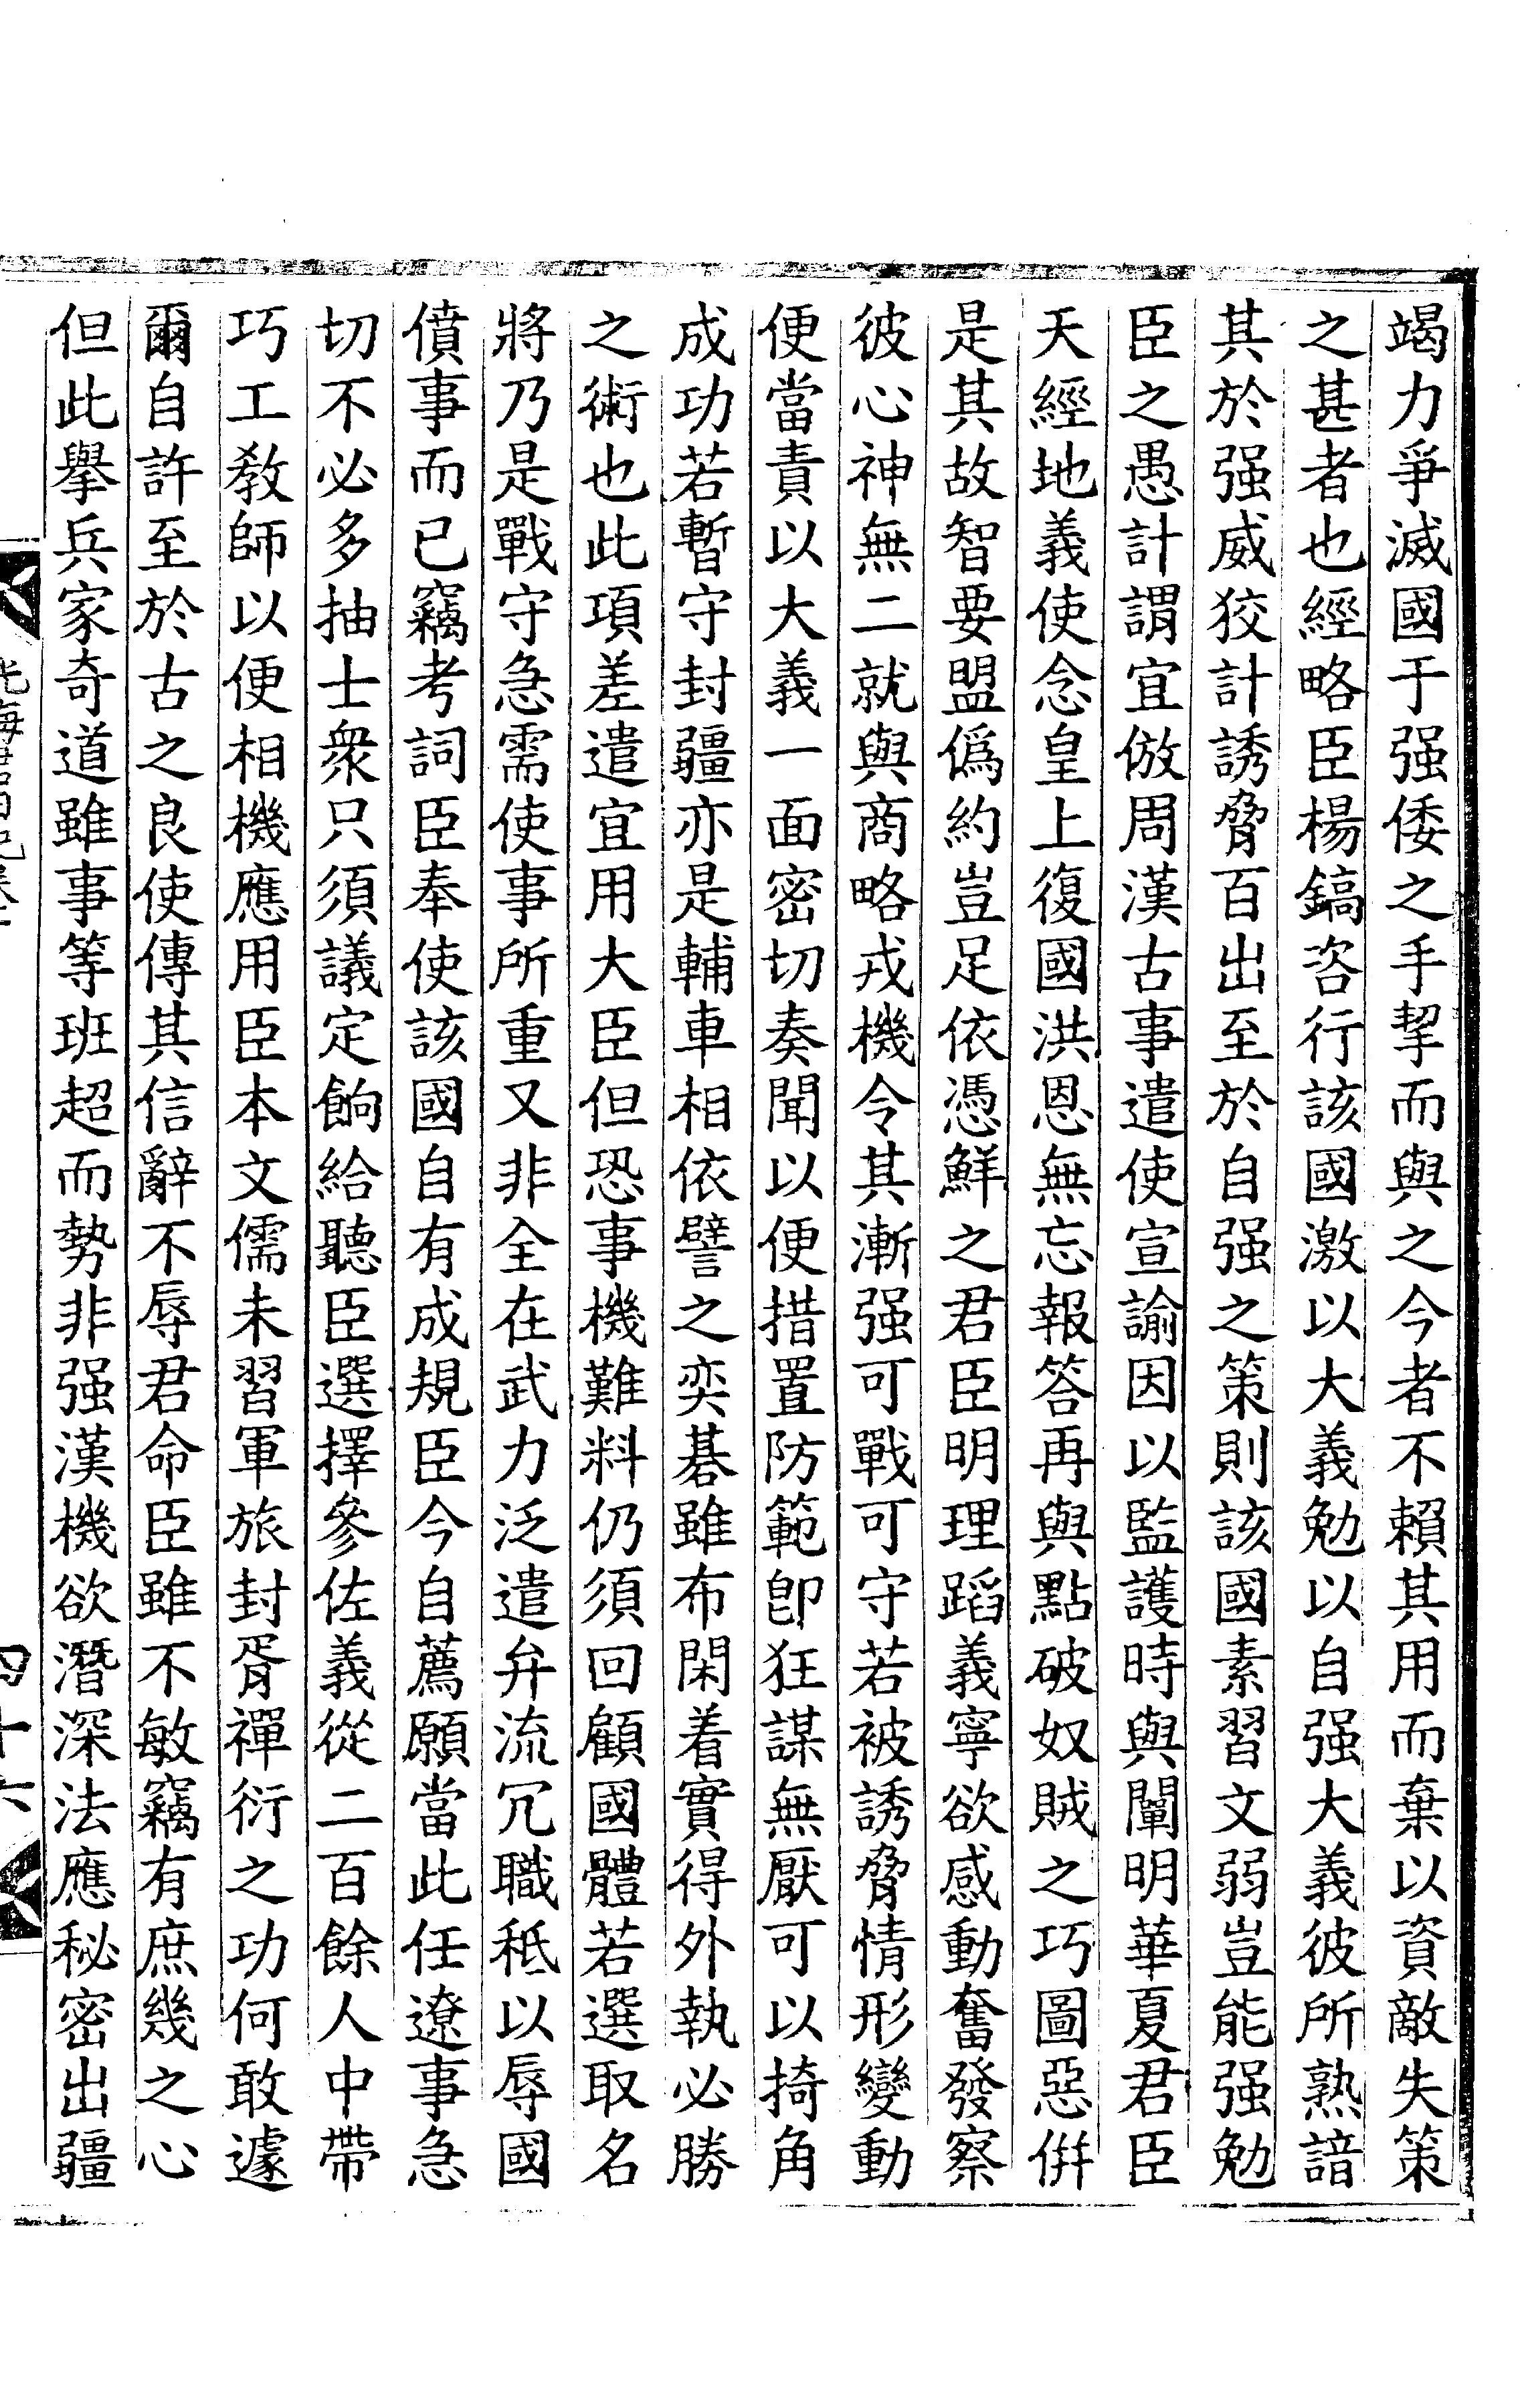 竭力爭滅國于强倭之手挈而與之今者不賴其用而棄以資敵失策
之甚者也經略臣楊鎬咨行該國激以大義勉以自强大義彼所熟諳
其於强威狡計誘脅百出至於自强之策則該國素習文弱豈能强勉
臣之愚計謂宜倣周漢古事遣使宣諭因以監護時與闡明華夏君臣
天經地義使念皇上復國洪恩無忘報答再與點破奴賊之巧圖惡倂
是其故智要盟僞約豈足依憑鮮之君臣明理蹈義寧欲感動奮發察
彼心神無二就與商略戎機令其漸强可戰可守若被誘脅情形變動
便當責以大義一面密切奏聞以便措置防範卽狂謀無厭可以掎角
成功若暫守封疆亦是輔車相依譬之奕碁雖布閑着實得外執必勝
之術也此項差遣宜用大臣但恐事機難料仍須回顧國體若選取名
將乃是戰守急需使事所重又非全在武力泛遣弁流冗職秪以辱國
僨事而已竊考詞臣奉使該國自有成規臣今自薦願當此任遼事急
切不必多抽士衆只須議定餉給聽臣選擇參佐義從二百餘人中帶
巧工敎師以便相機應用臣本文儒未習軍旅封胥禪衍之功何敢遽
爾自許至於古之良使傳其信辭不辱君命臣雖不敏竊有庶幾之心
但此擧兵家奇道雖事等班超而勢非强漢機欲潛深法應秘密出疆
四十六